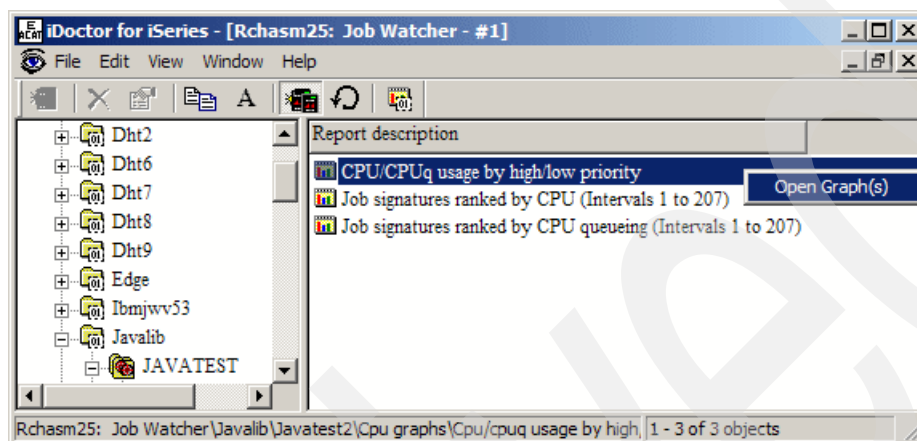 iDoctor for iSeries - [Rchasm25: Job Watcher - #1]
File Edit View Window Help
A
Dht2
Dht6
Dht7
Dht8
Dht9
Edge
Ibmjwv53
Javalib
JAVATEST
Report description
CPU/CPUq usage by high/low priority
Open Graph(s)
Job signatures ranked by CPU (Intervals 1 to 207)
Job signatures ranked by CPU queueing (Intervals 1 to 207)
Rchasm25: Job Watcher\Javalib\Javatest2\Cpu graphs\Cpu/cpuq usage by high, 1 - 3 of 3 objects